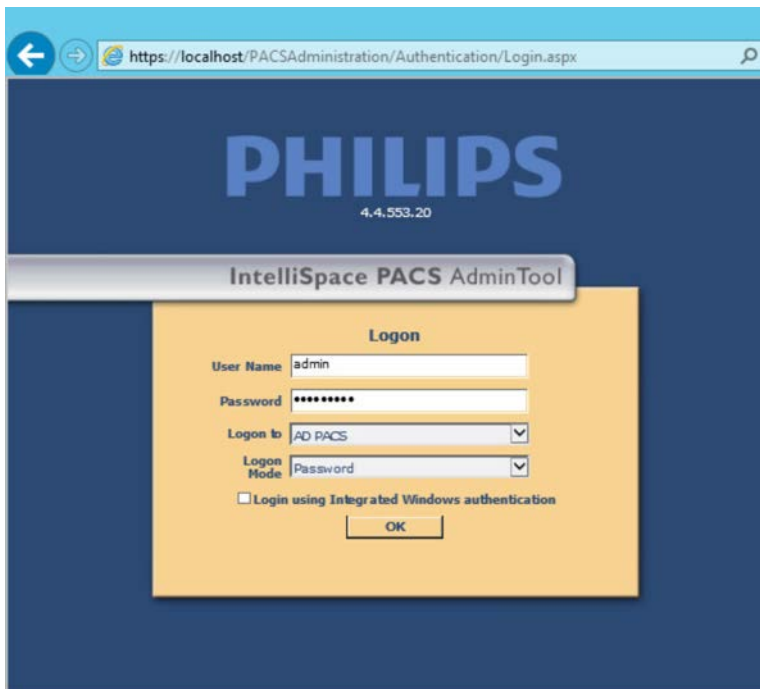 https://localhost/PACSAdministration/Authentication/Login.aspx
PHILIPS
4.4.553.20
IntelliSpace PACS AdminTool
Logon
User Name admin
Password •••••••••
Logon to AD PACS
Logon
Mode Password
Login using Integrated Windows authentication
OK